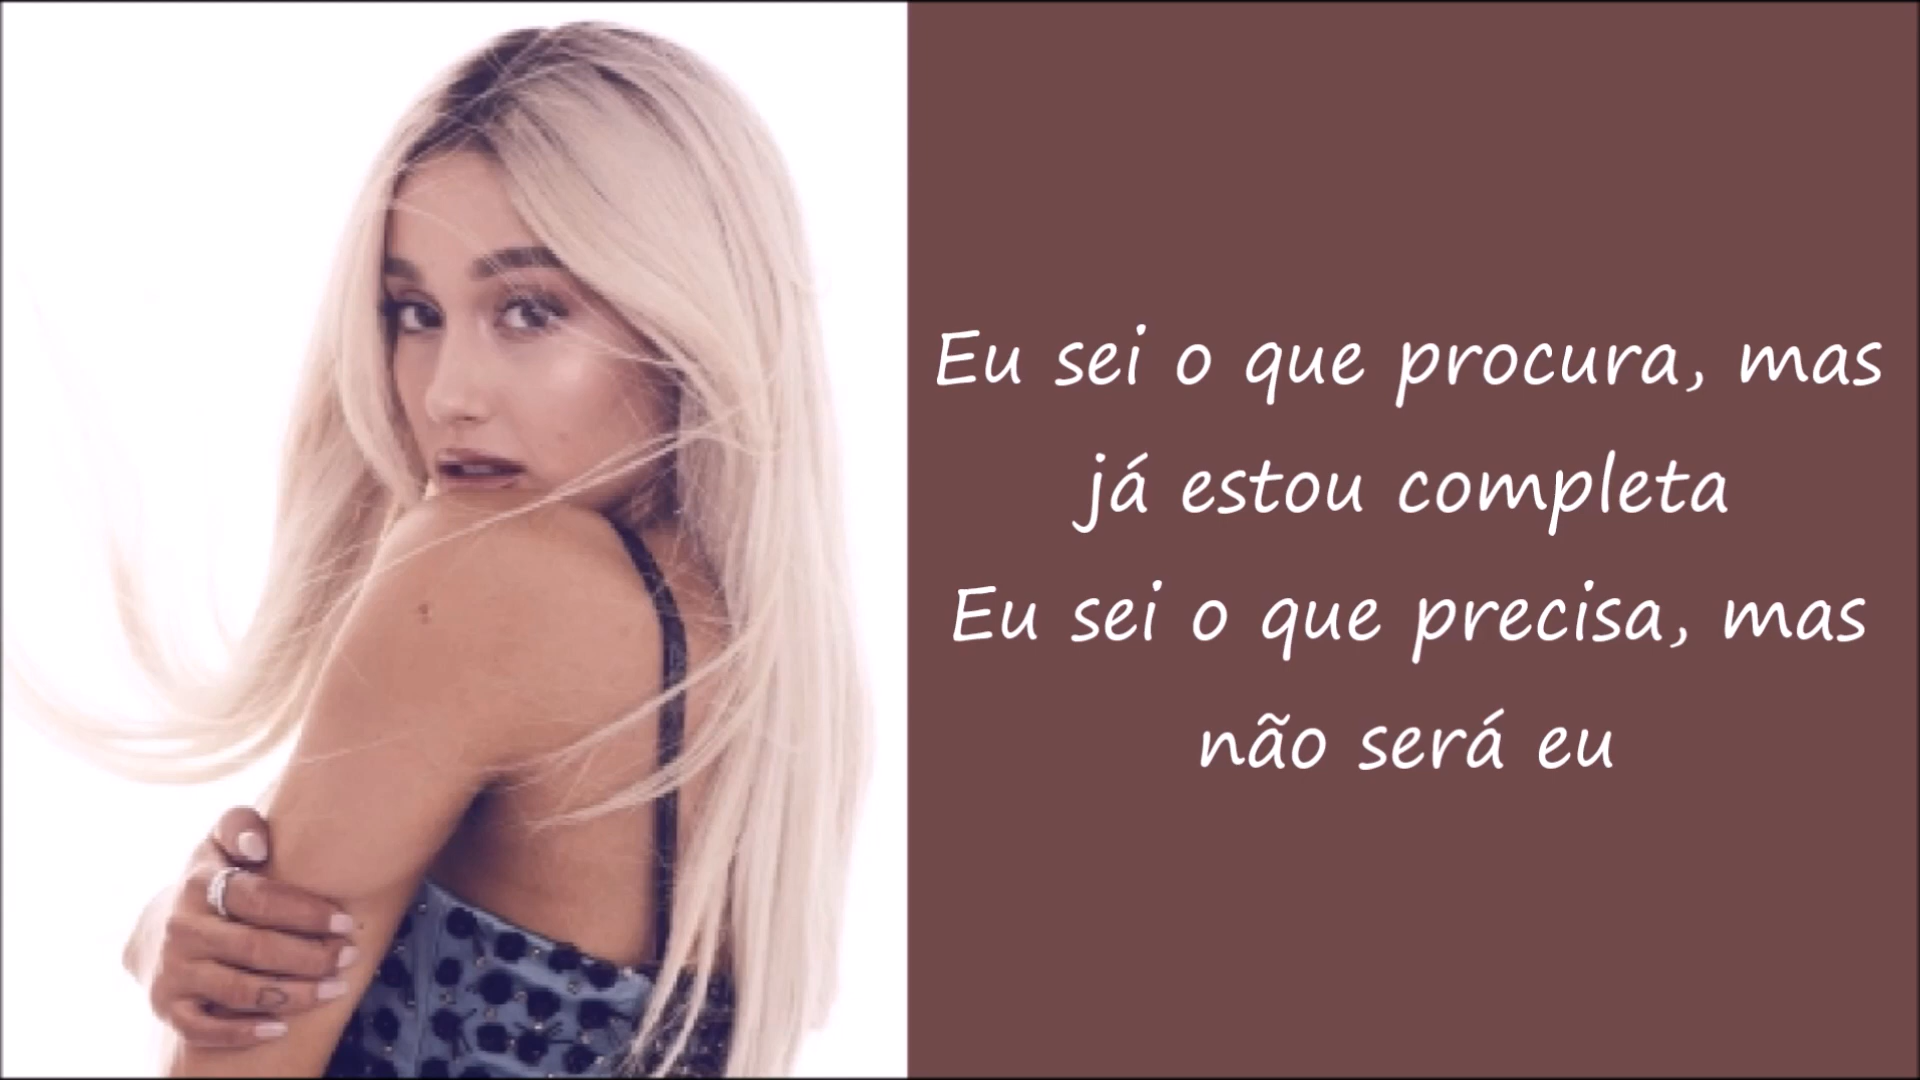 Eu sei o que procura, mas
já estou completa
Eu sei o que precisa, mas
não será eu